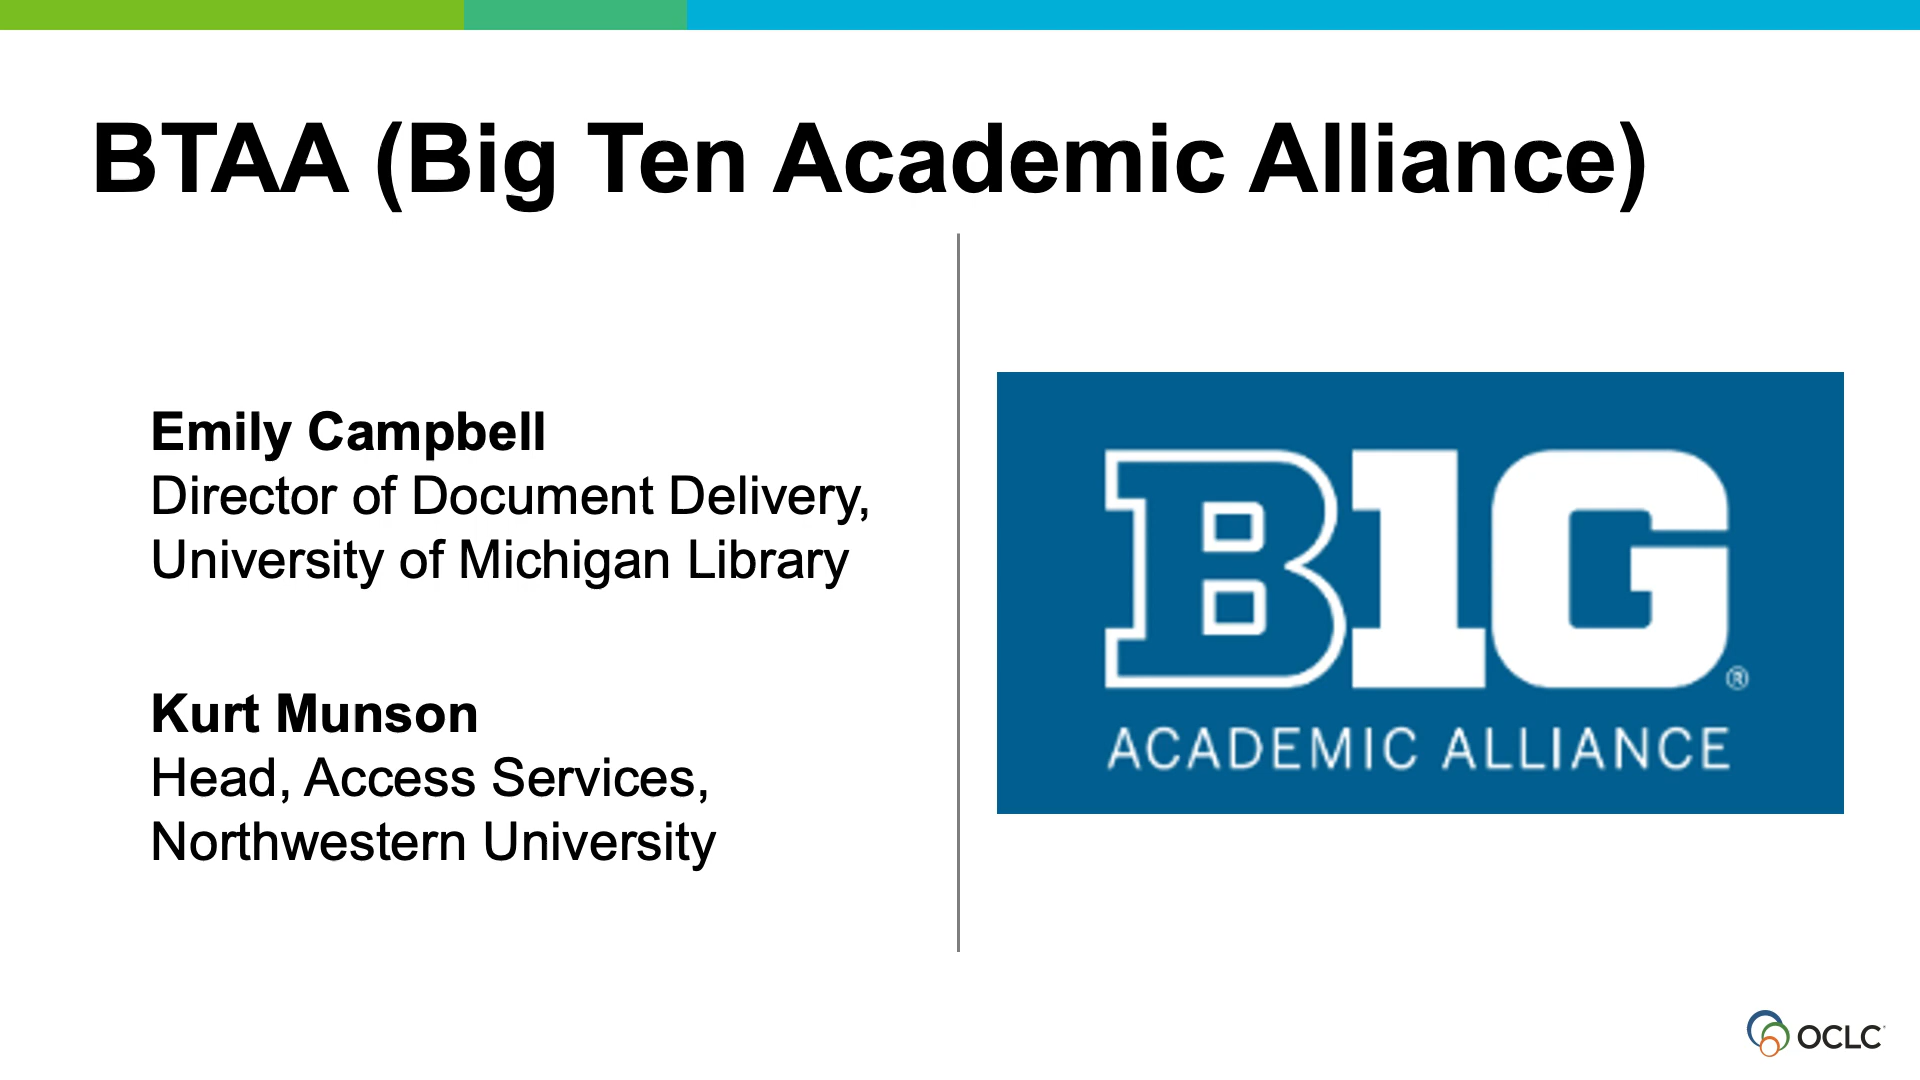 BTAA (Big Ten Academic Alliance)
Emily Campbell
Director of Document Delivery,
University of Michigan Library
Kurt Munson
Head, Access Services,
Northwestern University
B1G®
ACADEMIC ALLIANCE
OCLC